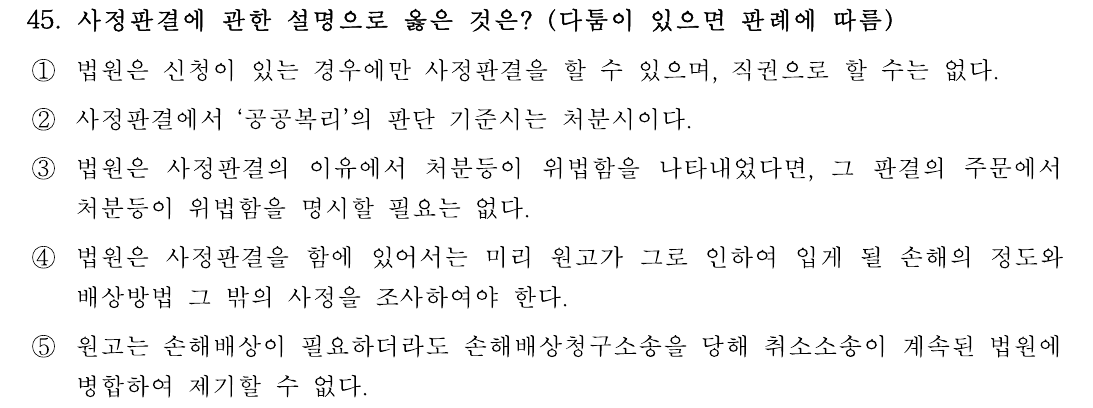 45. 사정판결에 관한 설명으로 옳은 것은? (다툼이 있으면 판례에 따름)
① 법원은 신청이 있는 경우에만 사정판결을 할 수 있으며, 직권으로 할 수는 없다.
② 사정판결에서 ‘공공복리’의 판단 기준시는 처분시이다.
③ 법원은 사정판결의 이유에서 처분등이 위법함을 나타내었다면, 그 판결의 주문에서
처분등이 위법함을 명시할 필요는 없다.
④ 법원은 사정판결을 함에 있어서는 미리 원고가 그로 인하여 입게 될 손해의 정도와
배상방법 그 밖의 사정을 조사하여야 한다.
⑤ 원고는 손해배상이 필요하더라도 손해배상청구소송을 당해 취소소송이 계속된 법원에
병합하여 제기할 수 없다.